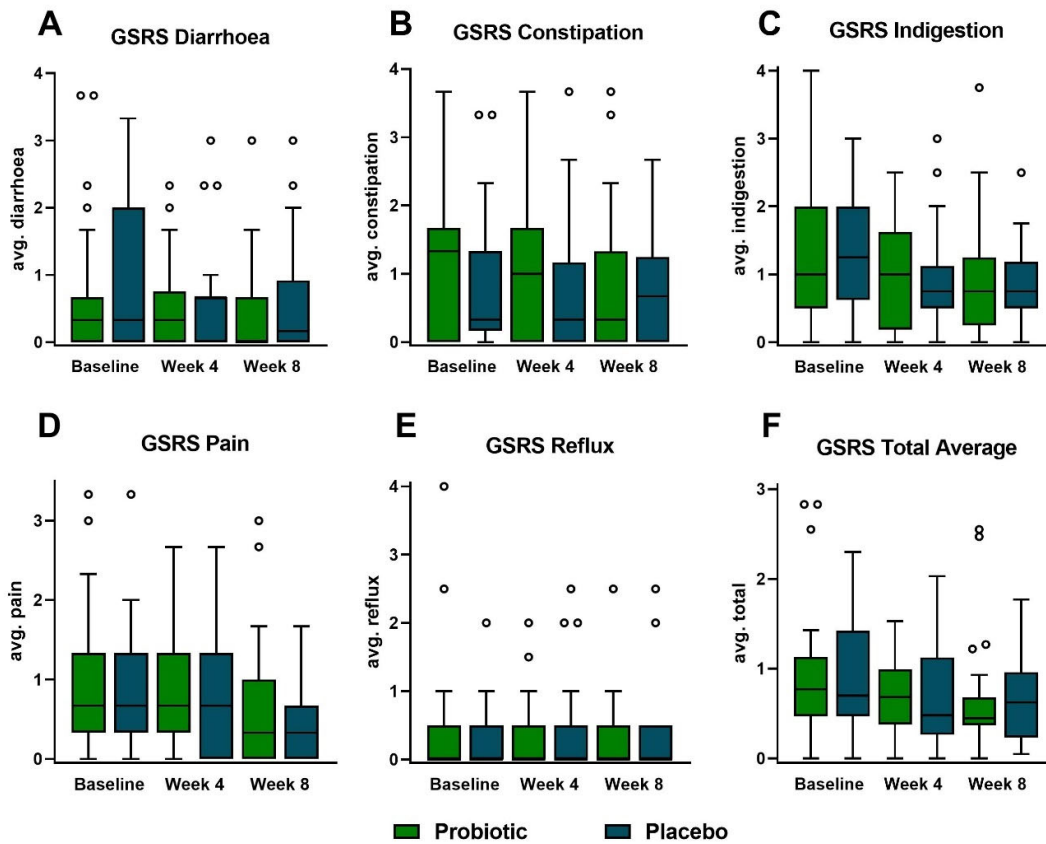 A
GSRS Diarrhoea
4
3
2
1
0
avg. diarrhoea
Baseline Week 4 Week 8
B
GSRS Constipation
4
3
2
1
0
avg. constipation
Baseline Week 4 Week 8
C
GSRS Indigestion
4
3
2
1
0
avg. indigestion
Baseline Week 4 Week 8
D
GSRS Pain
3
2
1
0
avg. pain
Baseline Week 4 Week 8
E
GSRS Reflux
4
3
2
1
0
avg. reflux
Baseline Week 4 Week 8
F
GSRS Total Average
3
2
1
0
avg. total
Baseline Week 4 Week 8
Probiotic Placebo